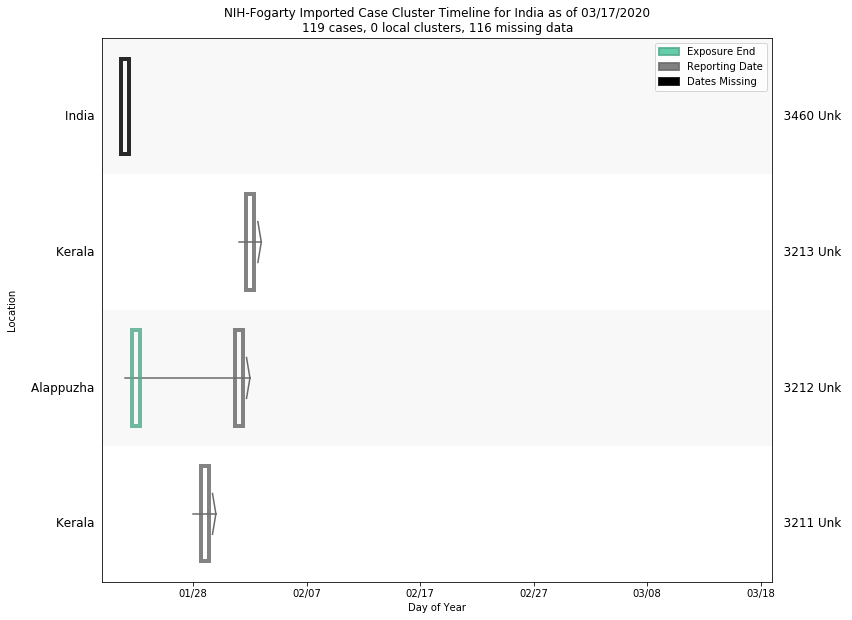 NIH-Fogarty Imported Case Cluster Timeline for India as of 03/17/2020
119 cases, 0 local clusters, 116 missing data
Exposure End
Reporting Date
Dates Missing
India
3460 Unk
Kerala
3213 Unk
Location
Alappuzha
3212 Unk
Kerala
3211 Unk
01/28 02/07 02/17 02/27 03/08 03/18
Day of Year